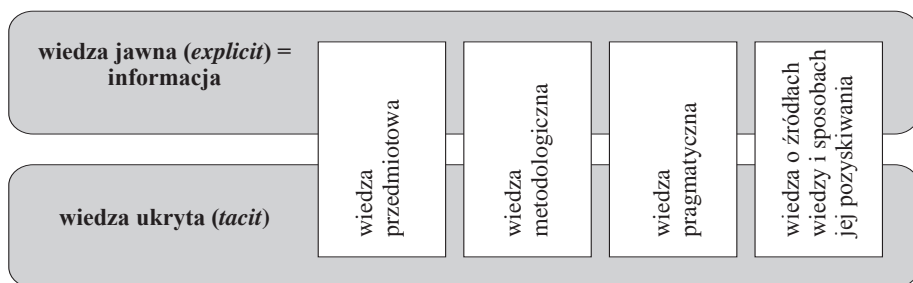 wiedza jawna (explicit) =
informacja
wiedza
przedmiotowa
wiedza
metodologiczna
wiedza
pragmatyczna
wiedza o źródłach
wiedzy i sposobach
jej pozyskiwania
wiedza ukryta (tacit)